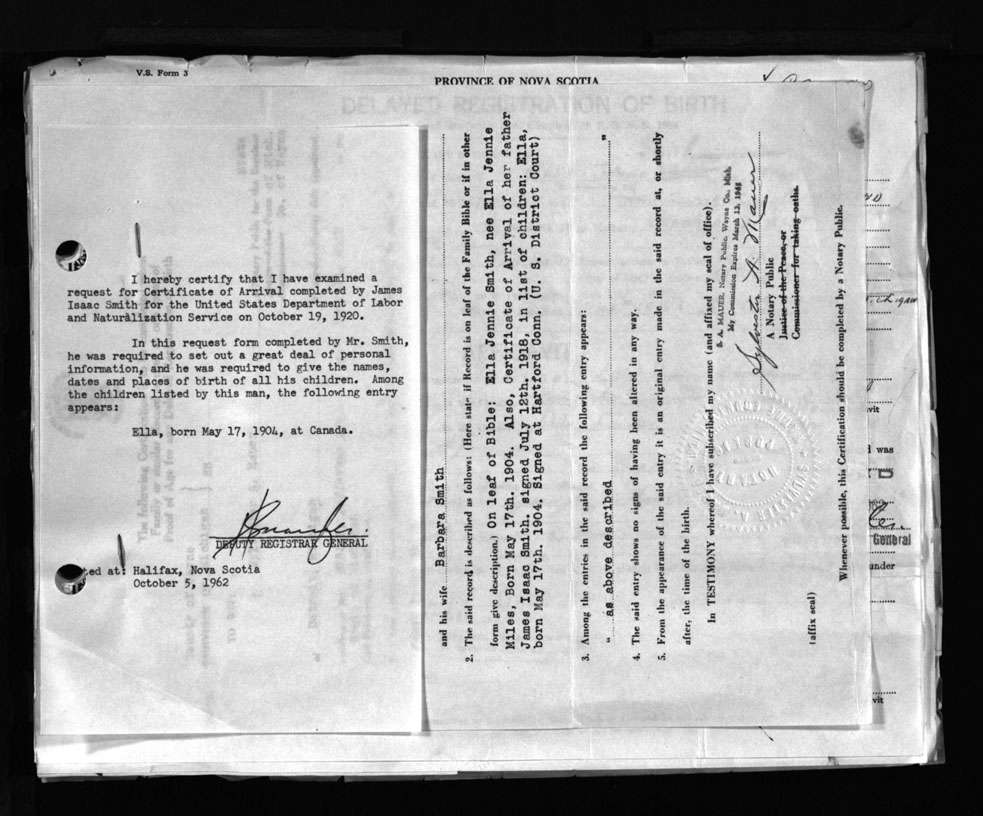 V.S. Form 3
PROVINCE OF NOVA SCOTIA
DELAYED REGISTRATION OF BIRTH
I hereby certify that I have examined a
request for Certificate of Arrival completed by James
Isaac Smith for the United States Department of Labor
and Naturalization Service on October 19, 1920.
In this request form completed by Mr. Smith,
he was required to set out a great deal of personal
information, and he was required to give the names,
dates and places of birth of all his children. Among
the children listed by this man, the following entry
appears:
Ella, born May 17, 1904, at Canada.
DEPUTY REGISTRAR GENERAL
ted at: Halifax, Nova Scotia
October 5, 1962
and his wife Barbara Smith
2. The said record is described as follows: (Here state if Record is on leaf of the Family Bible or if in other
form give description.) On leaf of Bible: Ella Jennie Smith, nee Ella Jennie
Miles, Born May 17th. 1904. Also, Certificate of Arrival of her father
James Isaac Smith. signed July 12th. 1918, in list of children: Ella,
born May 17th. 1904. Signed at Hartford Conn. (U. S. District Court)
3. Among the entries in the said record the following entry appears:
" as above described "
4. The said entry shows no signs of having been altered in any way.
5. From the appearance of the said entry it is an original entry made in the said record at, or shortly
after, the time of the birth.
In TESTIMONY whereof I have subscribed my name (and affixed my seal of office).
S. A. MAUER, Notary Public, Wayne Co., Mich.
My Commission Expires March 13, 1965
Sylvester A. Mauer
A Notary Public
Justice of the Peace, or
Commissioner for taking oaths.
(affix seal)
Whenever possible, this Certification should be completed by a Notary Public.
vit
was
D
General
under
vit